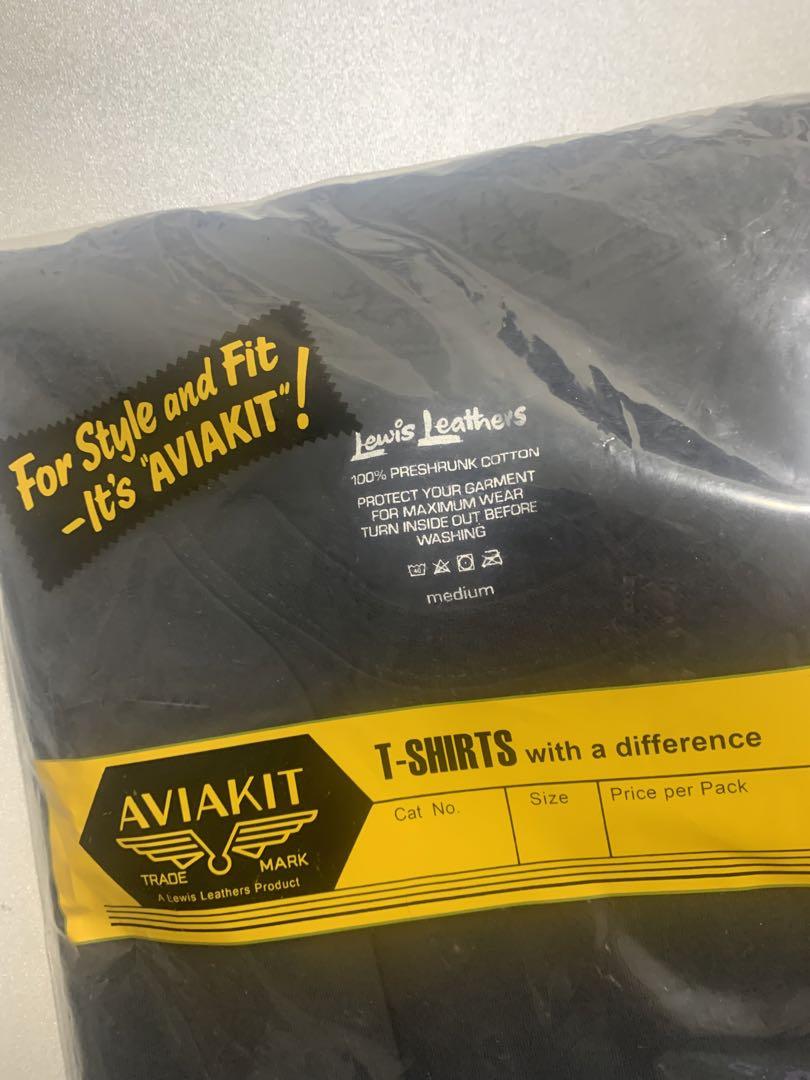 For Style and Fit
-It's "AVIAKIT"!
Lewis Leathers
100% PRESHRUNK COTTON
PROTECT YOUR GARMENT
FOR MAXIMUM WEAR
TURN INSIDE OUT BEFORE
WASHING
40
medium
T-SHIRTS with a difference
Cat No.
Size
Price per Pack
AVIAKIT
TRADE MARK
A Lewis Leathers Product